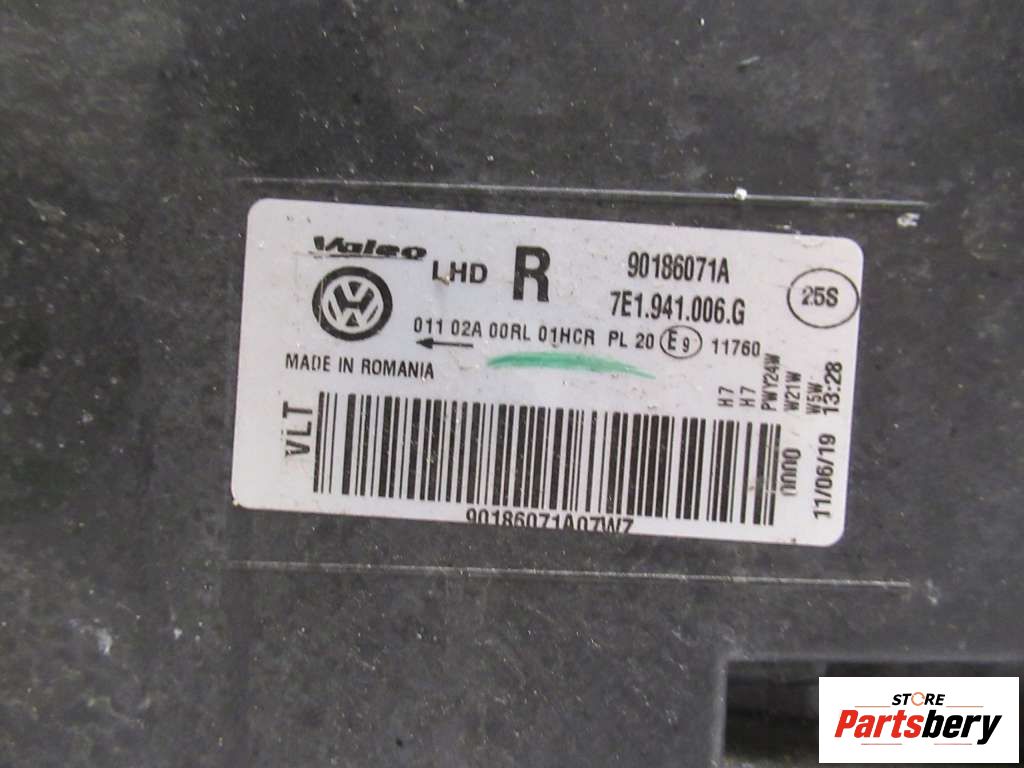 Valeo
LHD R
90186071A
7E1.941.006.G
25S
011 02A 00RL 01HCR PL 20 E9 11760
MADE IN ROMANIA
VLT
H7
H7
PWY24W
W21W
W5W
0000
11/06/19 13:28
90186071A07W7
STORE
Partsbery